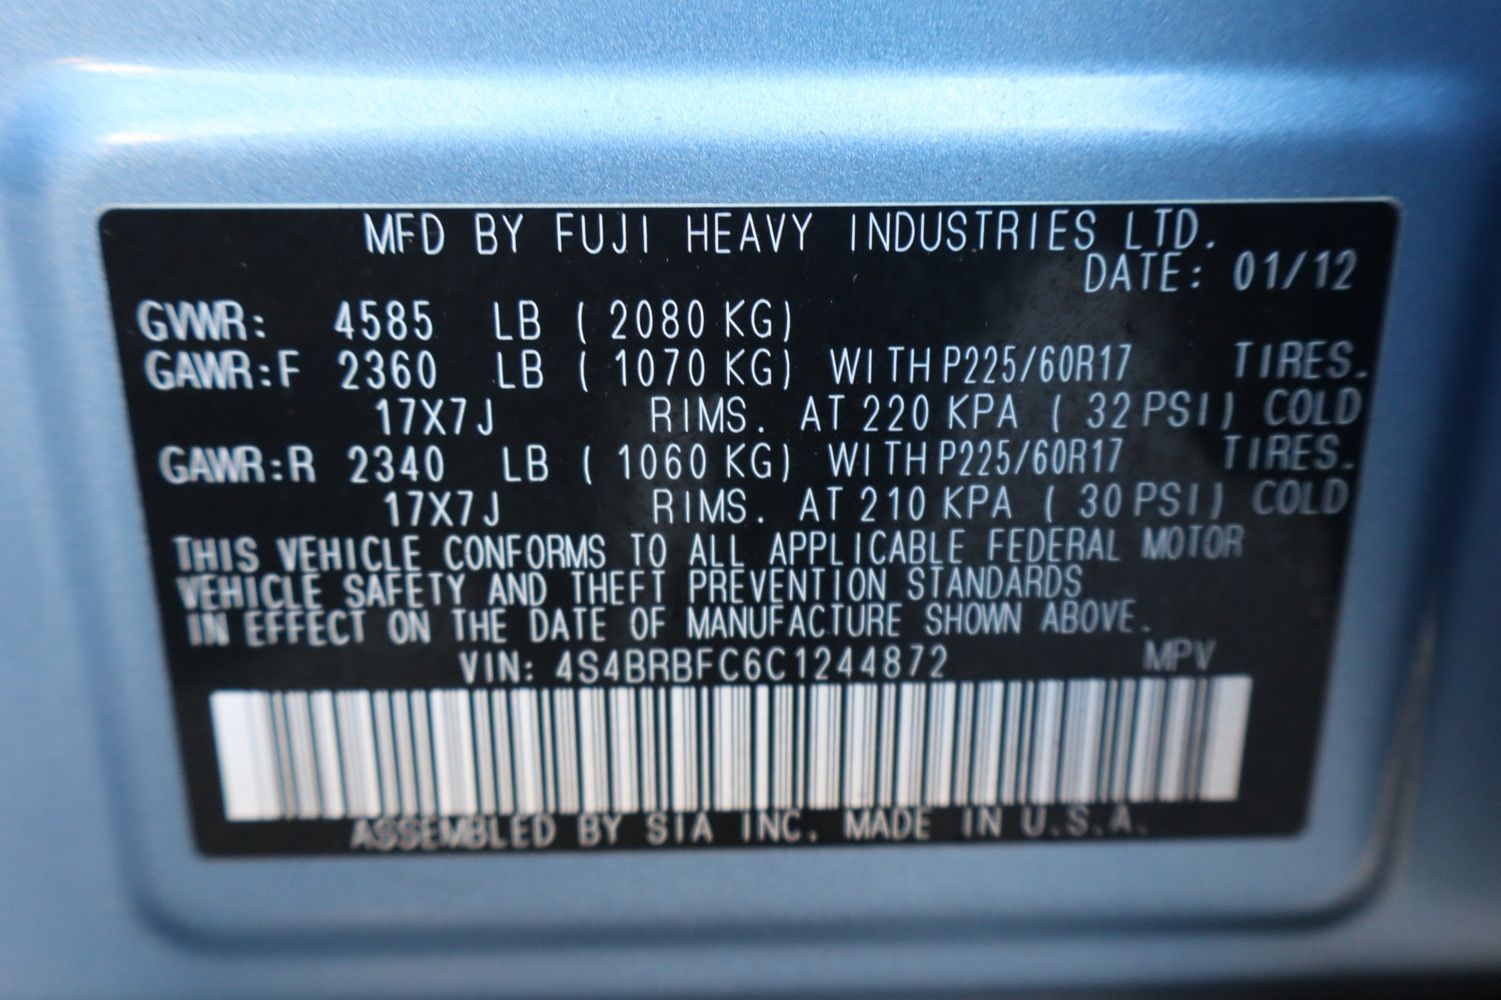 MFD BY FUJI HEAVY INDUSTRIES LTD.
DATE: 01/12
GVWR: 4585 LB ( 2080 KG)
GAWR:F 2360 LB ( 1070 KG) WITH P225/60R17 TIRES.
17X7J RIMS. AT 220 KPA ( 32 PSI) COLD
GAWR:R 2340 LB ( 1060 KG) WITH P225/60R17 TIRES.
17X7J RIMS. AT 210 KPA ( 30 PSI) COLD
THIS VEHICLE CONFORMS TO ALL APPLICABLE FEDERAL MOTOR
VEHICLE SAFETY AND THEFT PREVENTION STANDARDS
IN EFFECT ON THE DATE OF MANUFACTURE SHOWN ABOVE.
VIN: 4S4BRBFC6C1244872 MPV
ASSEMBLED BY SIA INC. MADE IN U.S.A.